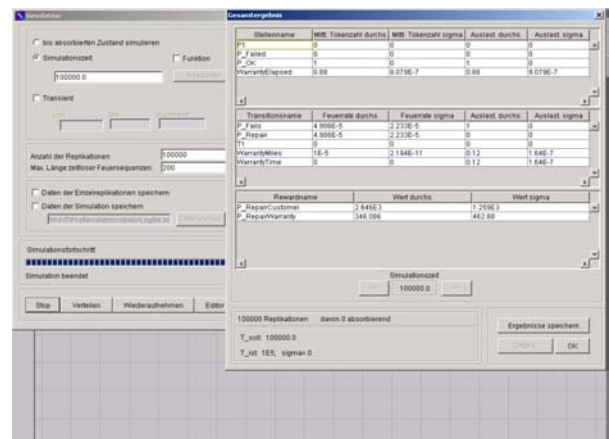 Simulation
bis absorbierten Zustand simulieren
Simulationszeit
Funktion
100000.0
Transient
Anzahl der Replikationen
100000
Max. Länge zeitloser Feuersequenzen:
200
Daten der Einzelreplikationen speichern
Daten der Simulation speichern
Simulationsfortschritt
Simulation beendet
Stop
Verteilen
Wiederaufnehmen
Editor
Gesamtergebnis
Stellenname Mittl. Tokenzahl durchs. Mittl. Tokenzahl sigma Auslast. durchs. Auslast. sigma
P1 0 0 0 0
P_Failed 0 0 0 0
P_OK 1 0 1 0
WarrantyElapsed 0.88 9.078E-7 0.88 9.079E-7
Transitionsname Feuerrate durchs. Feuerrate sigma Auslast. durchs. Auslast. sigma
P_Fails 4.986E-5 2.233E-5 1 0
P_Repair 4.986E-5 2.233E-5 0 0
T1 0 0 0 0
WarrantyMiles 1E-5 2.184E-11 0.12 1.64E-7
WarrantyTime 0 0 0.12 1.64E-7
Rewardname Wert durchs. Wert sigma
P_RepairCustomer 2.646E3 1.259E3
P_RepairWarranty 346.088 462.88
Simulationszeit
<< 100000.0 >>
100000 Replikationen davon 0 absorbierend
T_soll: 100000.0
T_ist: 1E5, sigma= 0
Ergebnisse speichern
Details
OK